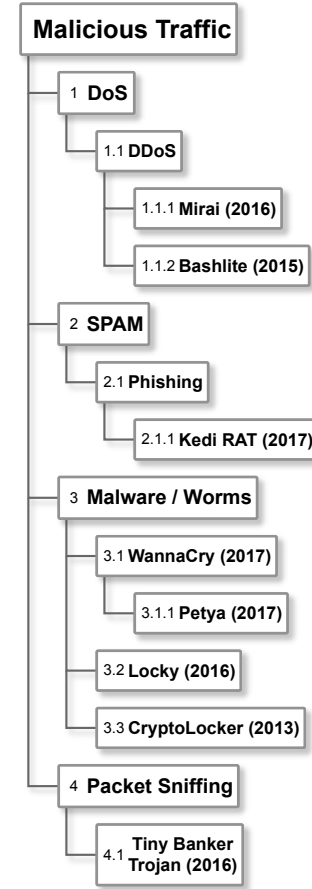 Malicious Traffic
1 DoS
1.1 DDoS
1.1.1 Mirai (2016)
1.1.2 Bashlite (2015)
2 SPAM
2.1 Phishing
2.1.1 Kedi RAT (2017)
3 Malware / Worms
3.1 WannaCry (2017)
3.1.1 Petya (2017)
3.2 Locky (2016)
3.3 CryptoLocker (2013)
4 Packet Sniffing
4.1 Tiny Banker
Trojan (2016)